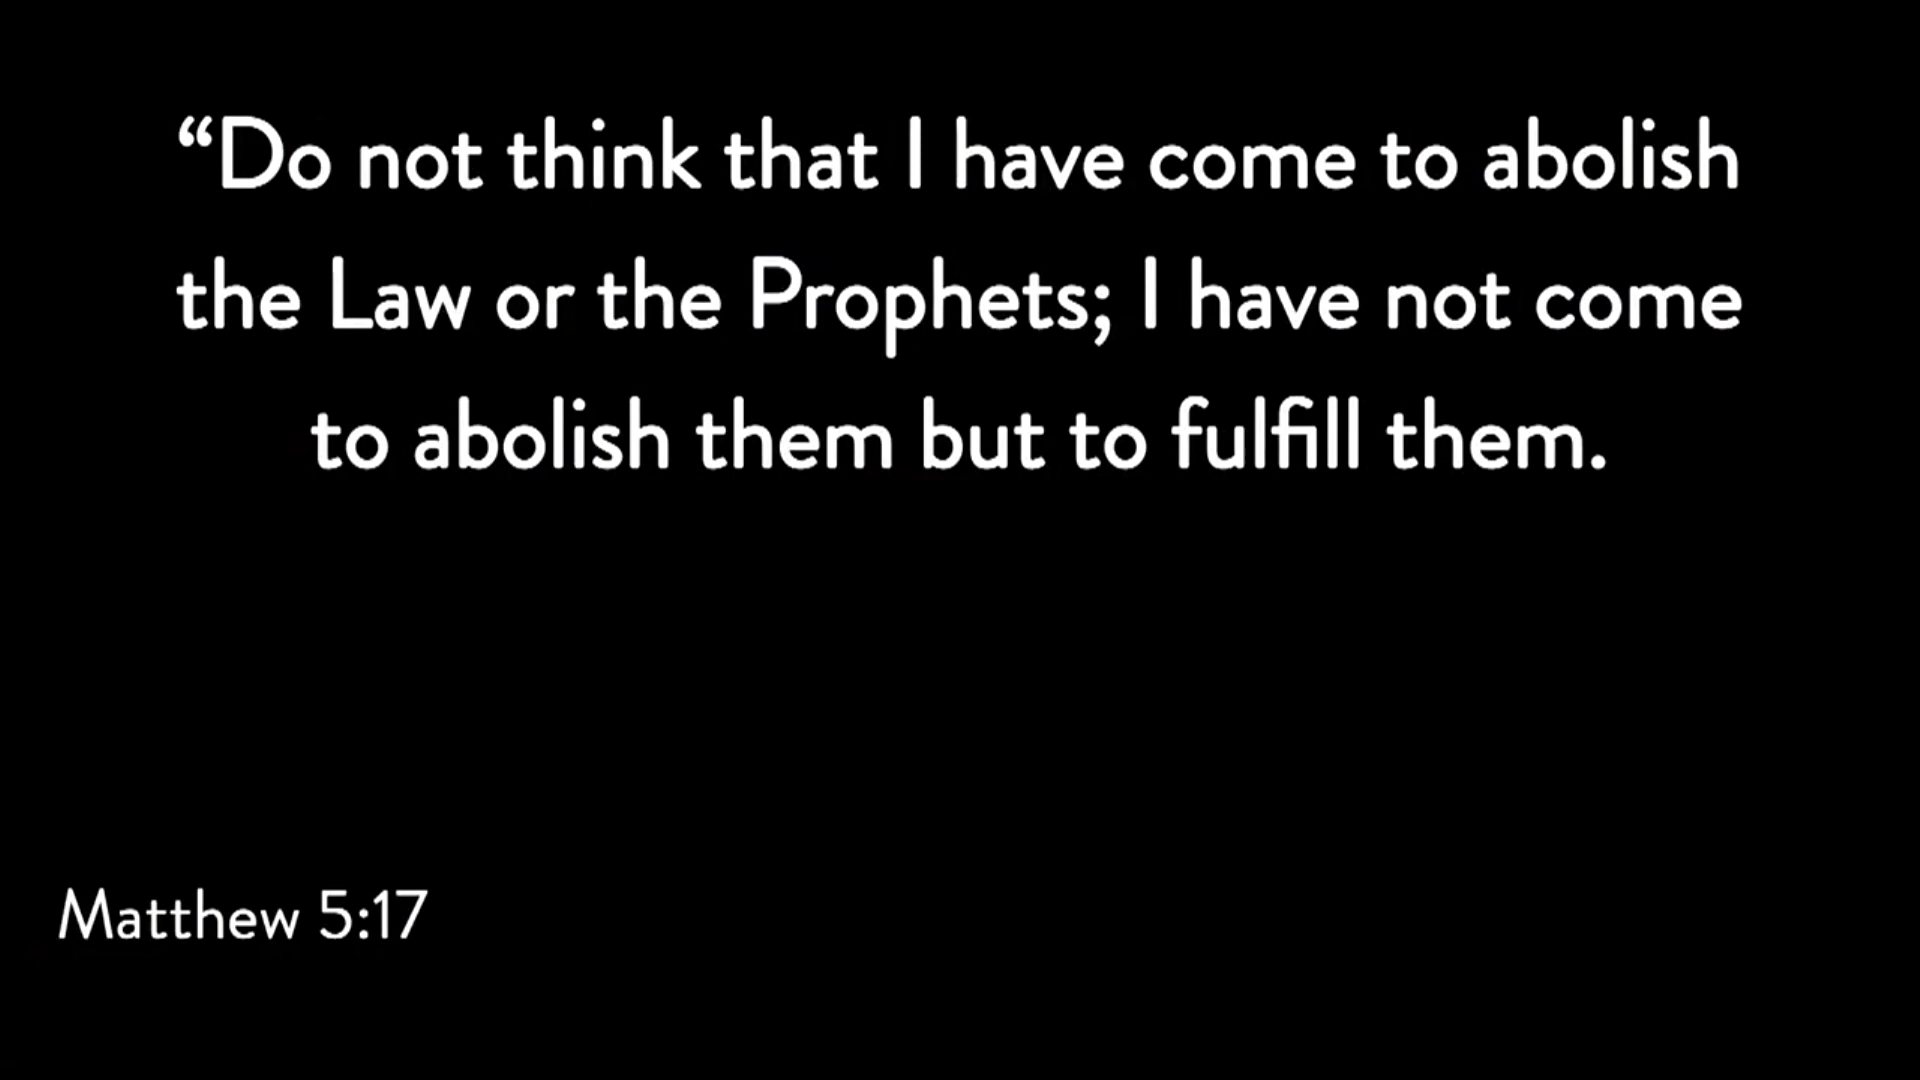 “Do not think that I have come to abolish
the Law or the Prophets; I have not come
to abolish them but to fulfill them.
Matthew 5:17